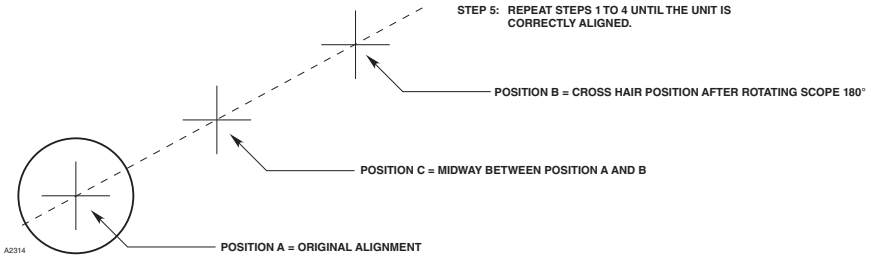 STEP 5: REPEAT STEPS 1 TO 4 UNTIL THE UNIT IS
CORRECTLY ALIGNED.
POSITION B = CROSS HAIR POSITION AFTER ROTATING SCOPE 180°
POSITION C = MIDWAY BETWEEN POSITION A AND B
POSITION A = ORIGINAL ALIGNMENT
A2314